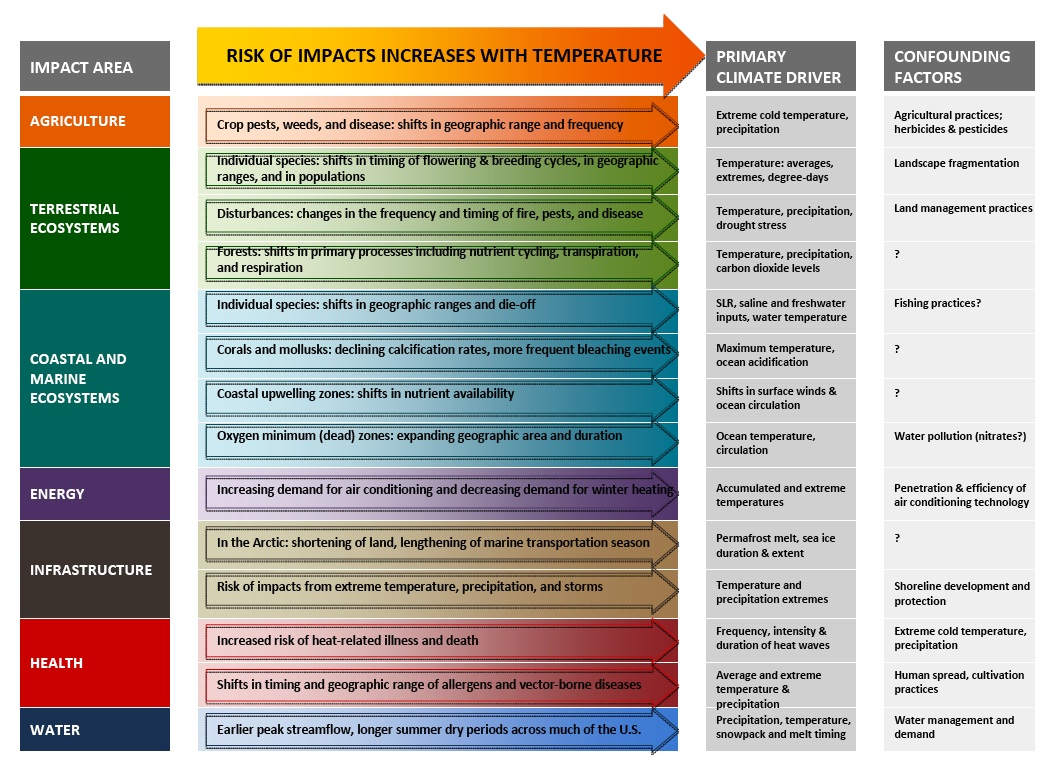 IMPACT AREA
RISK OF IMPACTS INCREASES WITH TEMPERATURE
PRIMARY
CLIMATE DRIVER
CONFOUNDING
FACTORS
AGRICULTURE
Crop pests, weeds, and disease: shifts in geographic range and frequency
Extreme cold temperature,
precipitation
Agricultural practices;
herbicides & pesticides
TERRESTRIAL
ECOSYSTEMS
Individual species: shifts in timing of flowering & breeding cycles, in geographic
ranges, and in populations
Temperature: averages,
extremes, degree-days
Landscape fragmentation
Disturbances: changes in the frequency and timing of fire, pests, and disease
Temperature, precipitation,
drought stress
Land management practices
Forests: shifts in primary processes including nutrient cycling, transpiration,
and respiration
Temperature, precipitation,
carbon dioxide levels
?
COASTAL AND
MARINE
ECOSYSTEMS
Individual species: shifts in geographic ranges and die-off
SLR, saline and freshwater
inputs, water temperature
Fishing practices?
Corals and mollusks: declining calcification rates, more frequent bleaching events
Maximum temperature,
ocean acidification
?
Coastal upwelling zones: shifts in nutrient availability
Shifts in surface winds &
ocean circulation
?
Oxygen minimum (dead) zones: expanding geographic area and duration
Ocean temperature,
circulation
Water pollution (nitrates?)
ENERGY
Increasing demand for air conditioning and decreasing demand for winter heating
Accumulated and extreme
temperatures
Penetration & efficiency of
air conditioning technology
INFRASTRUCTURE
In the Arctic: shortening of land, lengthening of marine transportation season
Permafrost melt, sea ice
duration & extent
?
Risk of impacts from extreme temperature, precipitation, and storms
Temperature and
precipitation extremes
Shoreline development and
protection
HEALTH
Increased risk of heat-related illness and death
Frequency, intensity &
duration of heat waves
Extreme cold temperature,
precipitation
Shifts in timing and geographic range of allergens and vector-borne diseases
Average and extreme
temperature &
precipitation
Human spread, cultivation
practices
WATER
Earlier peak streamflow, longer summer dry periods across much of the U.S.
Precipitation, temperature,
snowpack and melt timing
Water management and
demand